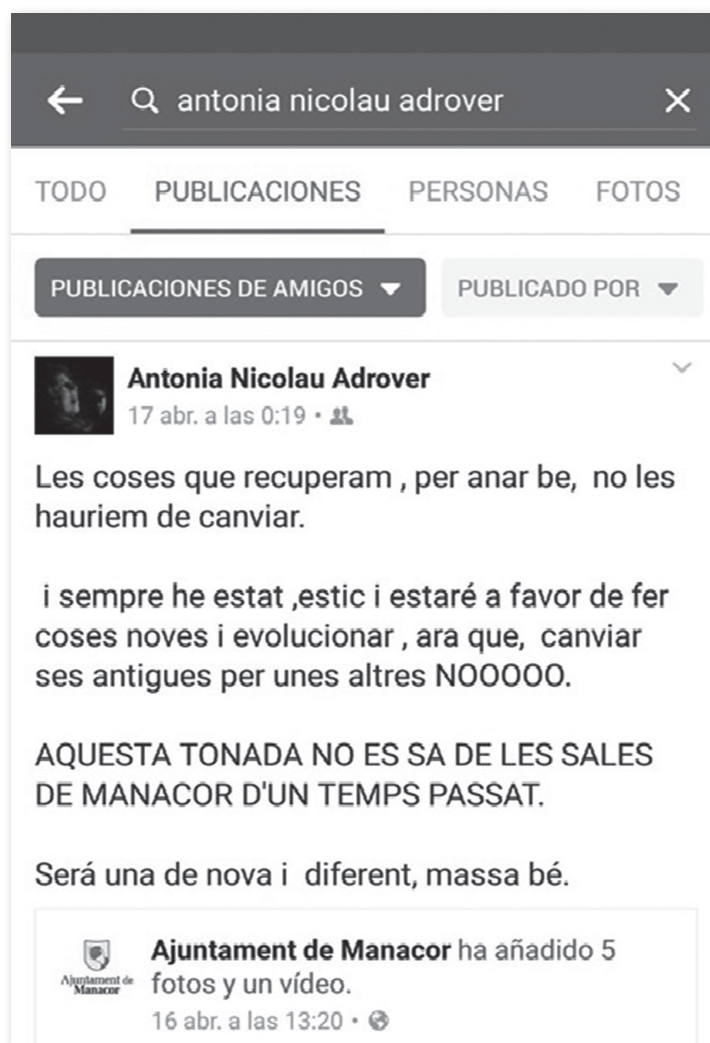 antonia nicolau adrover
TODO PUBLICACIONES PERSONAS FOTOS
PUBLICACIONES DE AMIGOS PUBLICADO POR
Antonia Nicolau Adrover
17 abr. a las 0:19 •
Les coses que recuperam , per anar be, no les
hauriem de canviar.
i sempre he estat ,estic i estaré a favor de fer
coses noves i evolucionar , ara que, canviar
ses antigues per unes altres NOOOOO.
AQUESTA TONADA NO ES SA DE LES SALES
DE MANACOR D'UN TEMPS PASSAT.
Será una de nova i diferent, massa bé.
Ajuntament de Manacor ha añadido 5
fotos y un vídeo.
Ajuntament de
Manacor
16 abr. a las 13:20 •